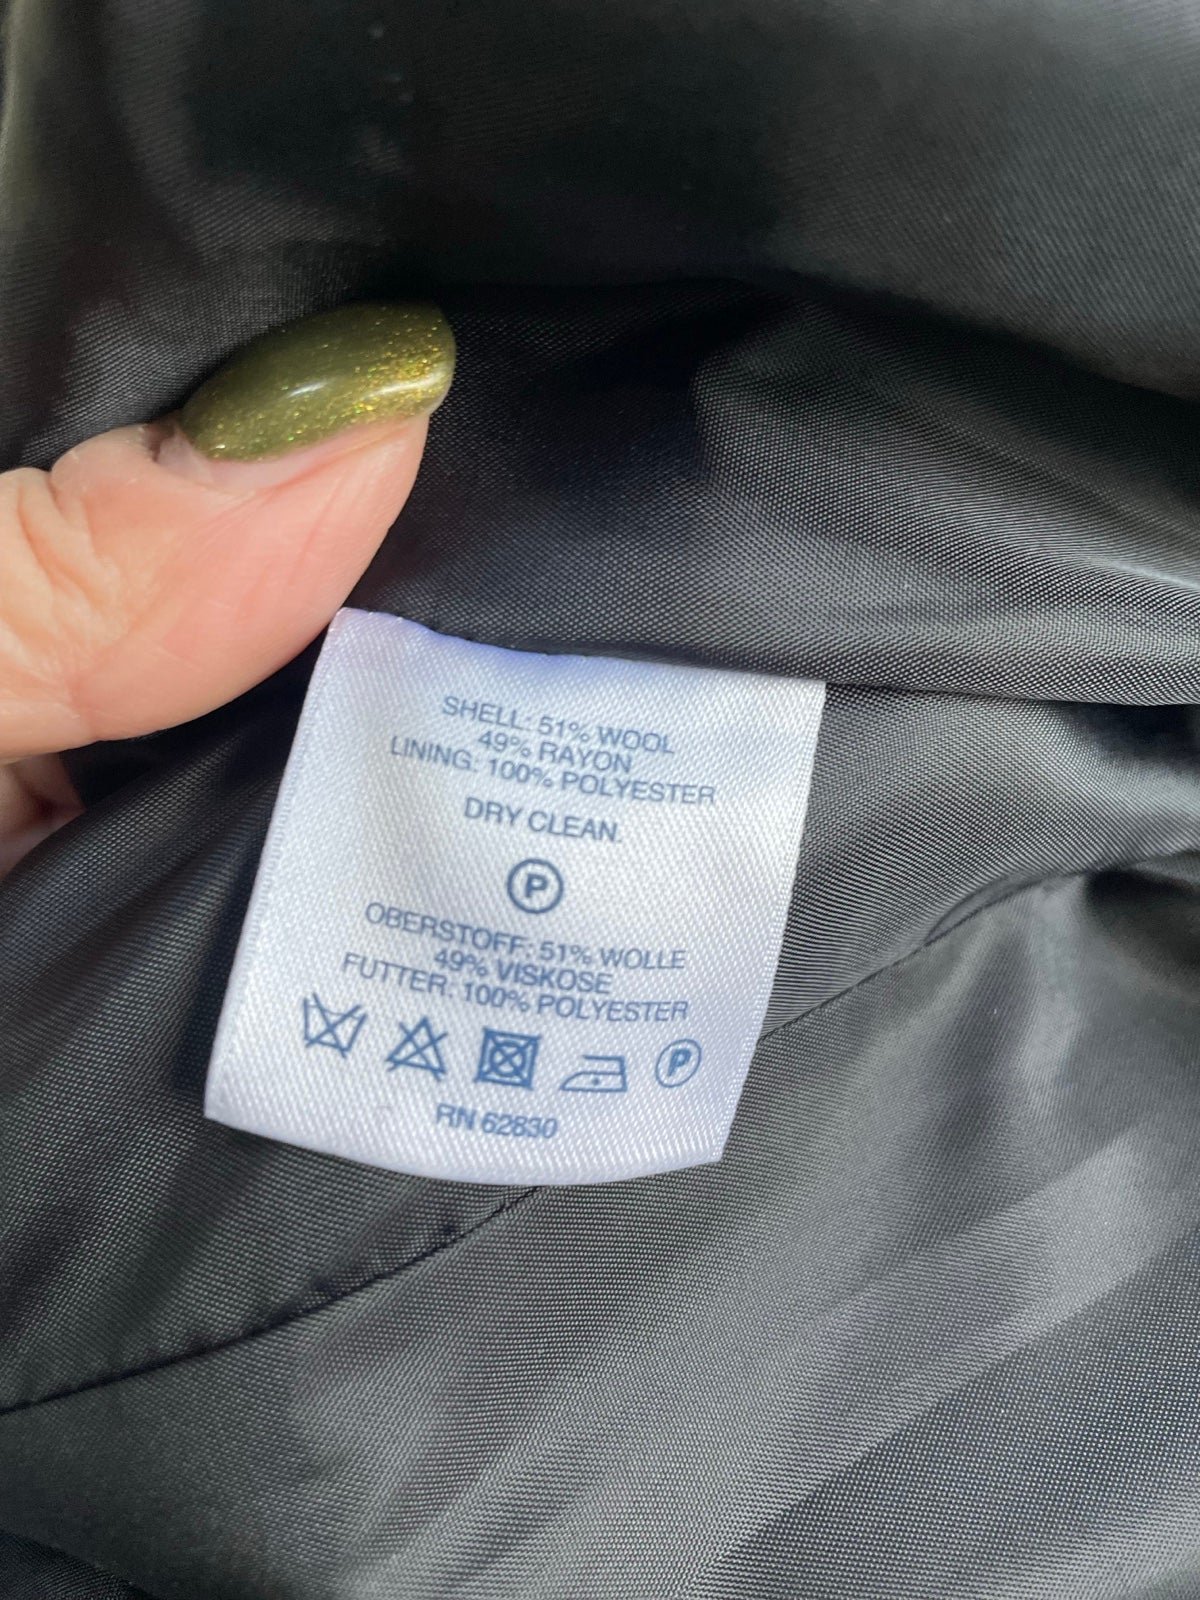 SHELL: 51% WOOL
49% RAYON
LINING: 100% POLYESTER
DRY CLEAN.
P
OBERSTOFF: 51% WOLLE
49% VISKOSE
FUTTER: 100% POLYESTER
P
RN 62830